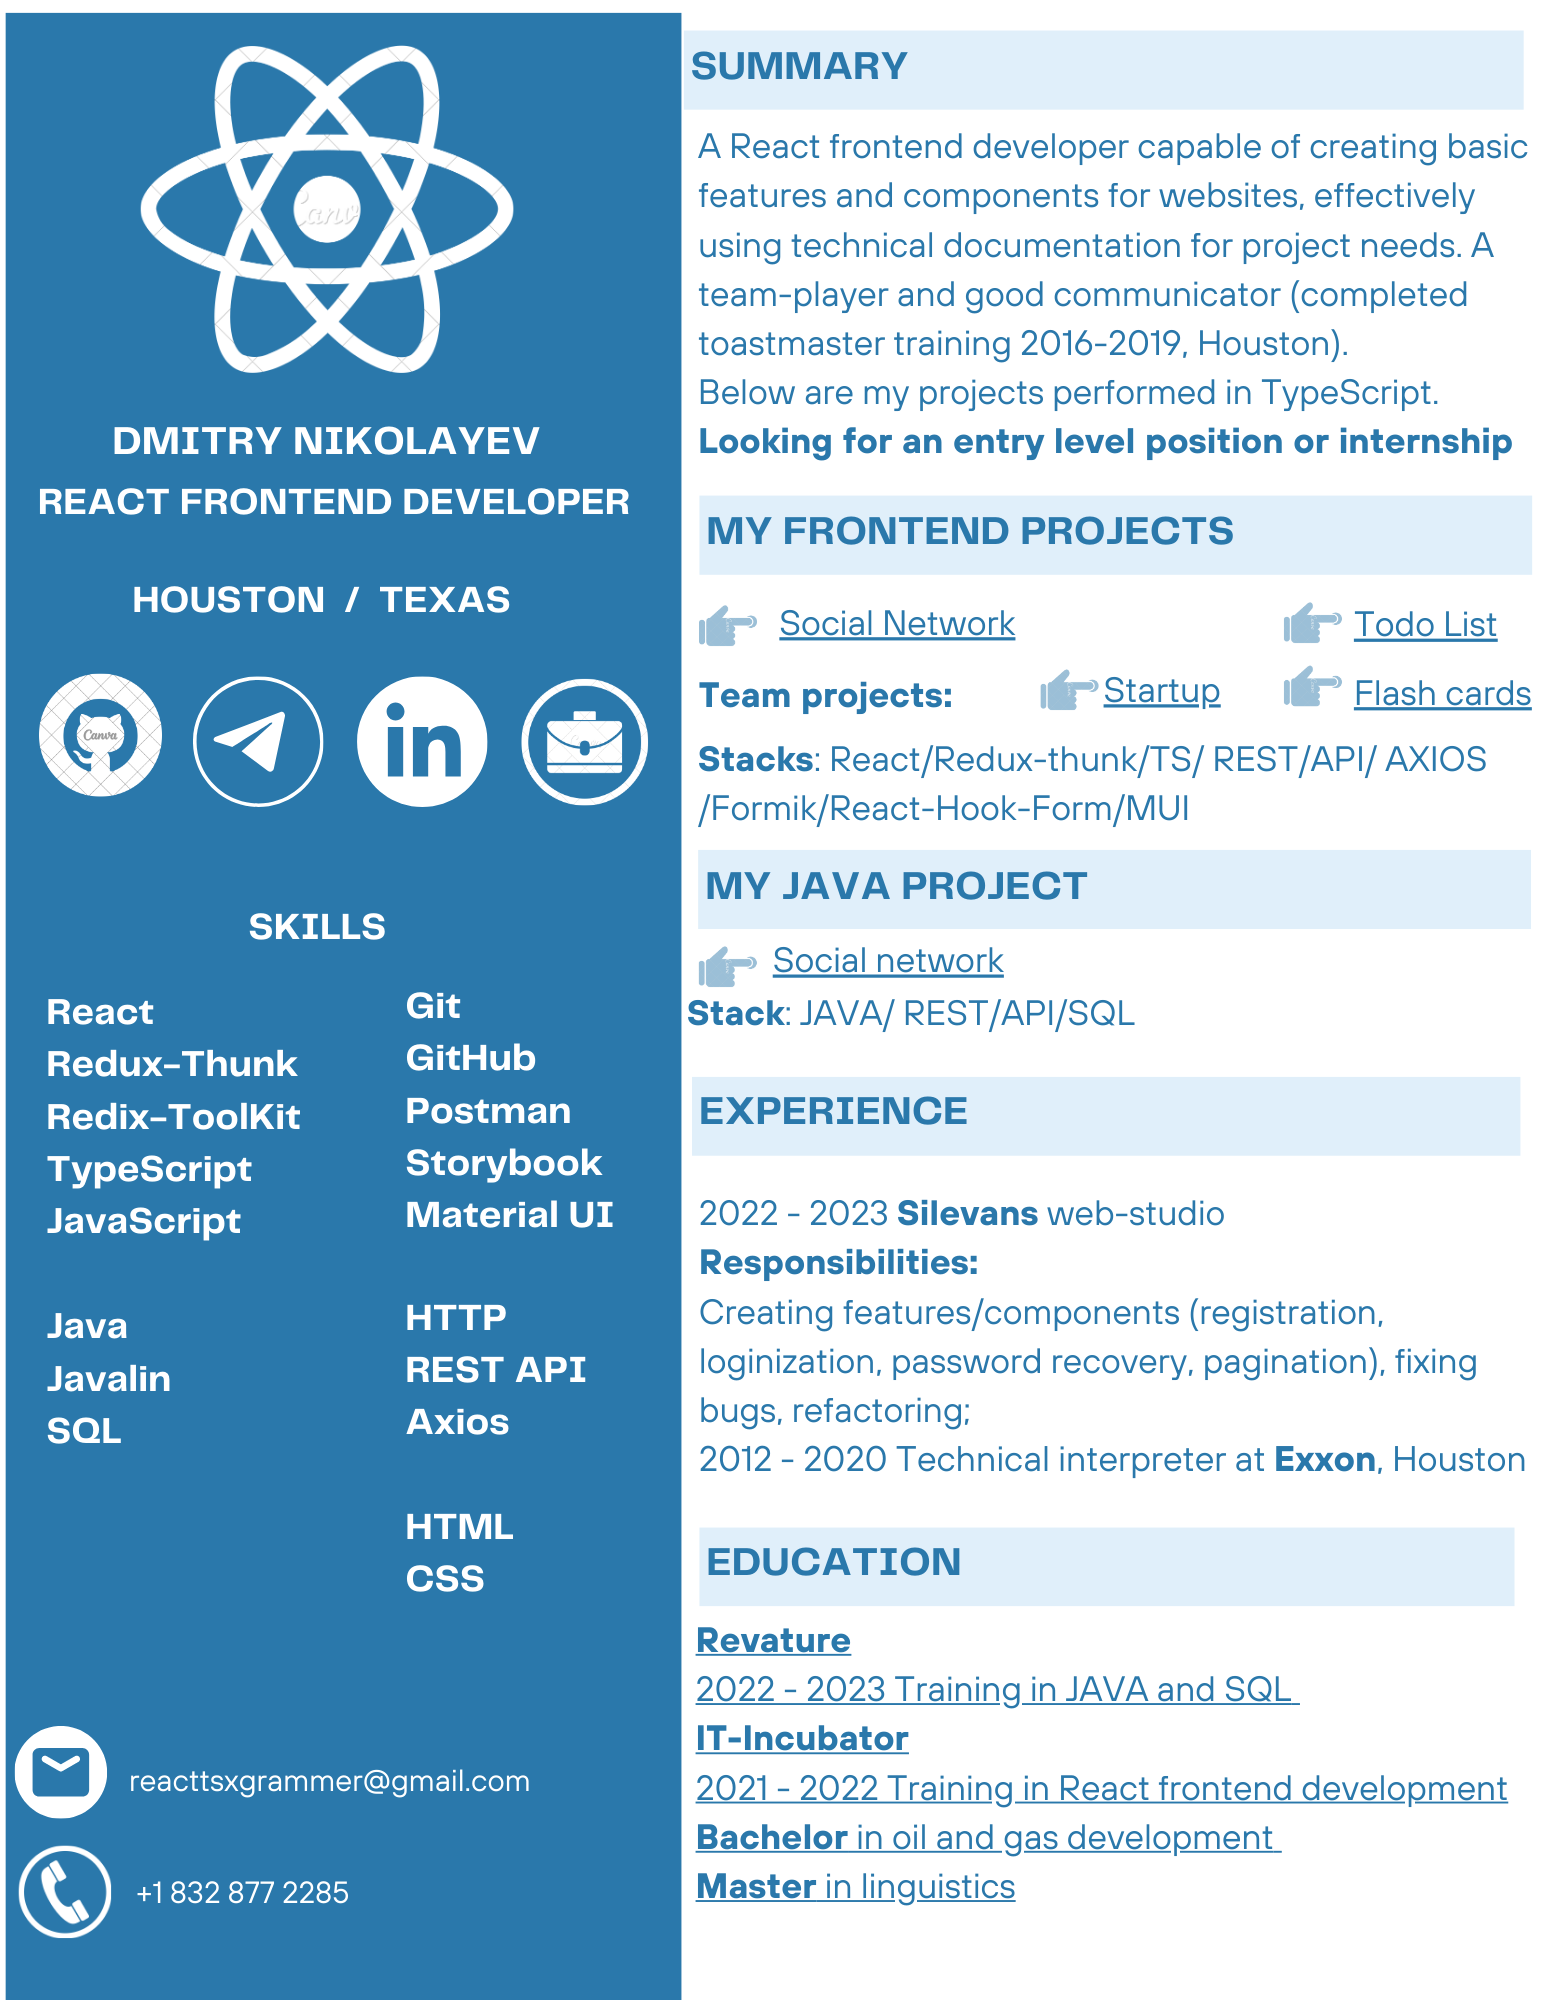 DMITRY NIKOLAYEV
REACT FRONTEND DEVELOPER
HOUSTON / TEXAS
Canva
in
SKILLS
React
Redux-Thunk
Redix-ToolKit
TypeScript
JavaScript
Java
Javalin
SQL
Git
GitHub
Postman
Storybook
Material UI
HTTP
REST API
Axios
HTML
CSS
reacttsxgrammer@gmail.com
+1 832 877 2285
SUMMARY
A React frontend developer capable of creating basic
features and components for websites, effectively
using technical documentation for project needs. A
team-player and good communicator (completed
toastmaster training 2016-2019, Houston).
Below are my projects performed in TypeScript.
Looking for an entry level position or internship
MY FRONTEND PROJECTS
Social Network Todo List
Team projects: Startup Flash cards
Stacks: React/Redux-thunk/TS/ REST/API/ AXIOS
/Formik/React-Hook-Form/MUI
MY JAVA PROJECT
Social network
Stack: JAVA/ REST/API/SQL
EXPERIENCE
2022 - 2023 Silevans web-studio
Responsibilities:
Creating features/components (registration,
loginization, password recovery, pagination), fixing
bugs, refactoring;
2012 - 2020 Technical interpreter at Exxon, Houston
EDUCATION
Revature
2022 - 2023 Training in JAVA and SQL
IT-Incubator
2021 - 2022 Training in React frontend development
Bachelor in oil and gas development
Master in linguistics